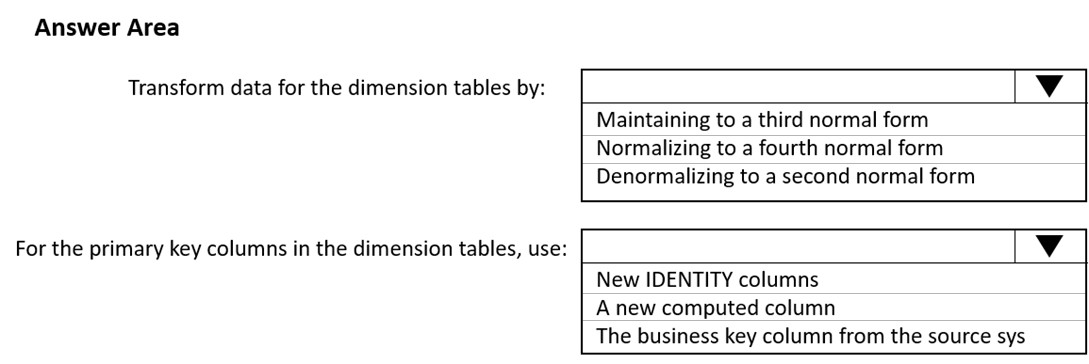 Answer Area
Transform data for the dimension tables by:
Maintaining to a third normal form
Normalizing to a fourth normal form
Denormalizing to a second normal form
For the primary key columns in the dimension tables, use:
New IDENTITY columns
A new computed column
The business key column from the source sys